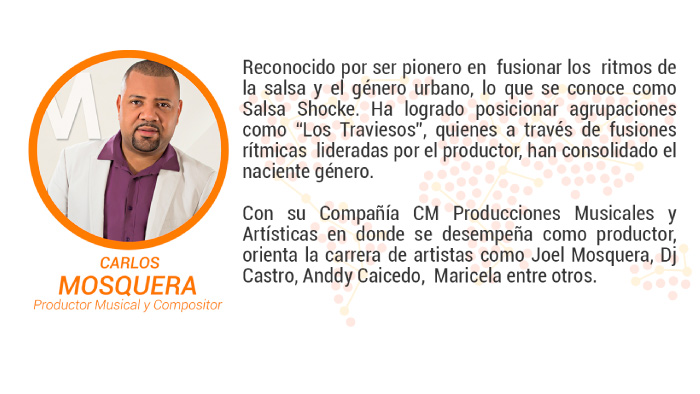 CARLOS
MOSQUERA
Productor Musical y Compositor
Reconocido por ser pionero en fusionar los ritmos de
la salsa y el género urbano, lo que se conoce como
Salsa Shocke. Ha logrado posicionar agrupaciones
como “Los Traviesos”, quienes a través de fusiones
rítmicas lideradas por el productor, han consolidado el
naciente género.
Con su Compañía CM Producciones Musicales y
Artísticas en donde se desempeña como productor,
orienta la carrera de artistas como Joel Mosquera, Dj
Castro, Anddy Caicedo, Maricela entre otros.